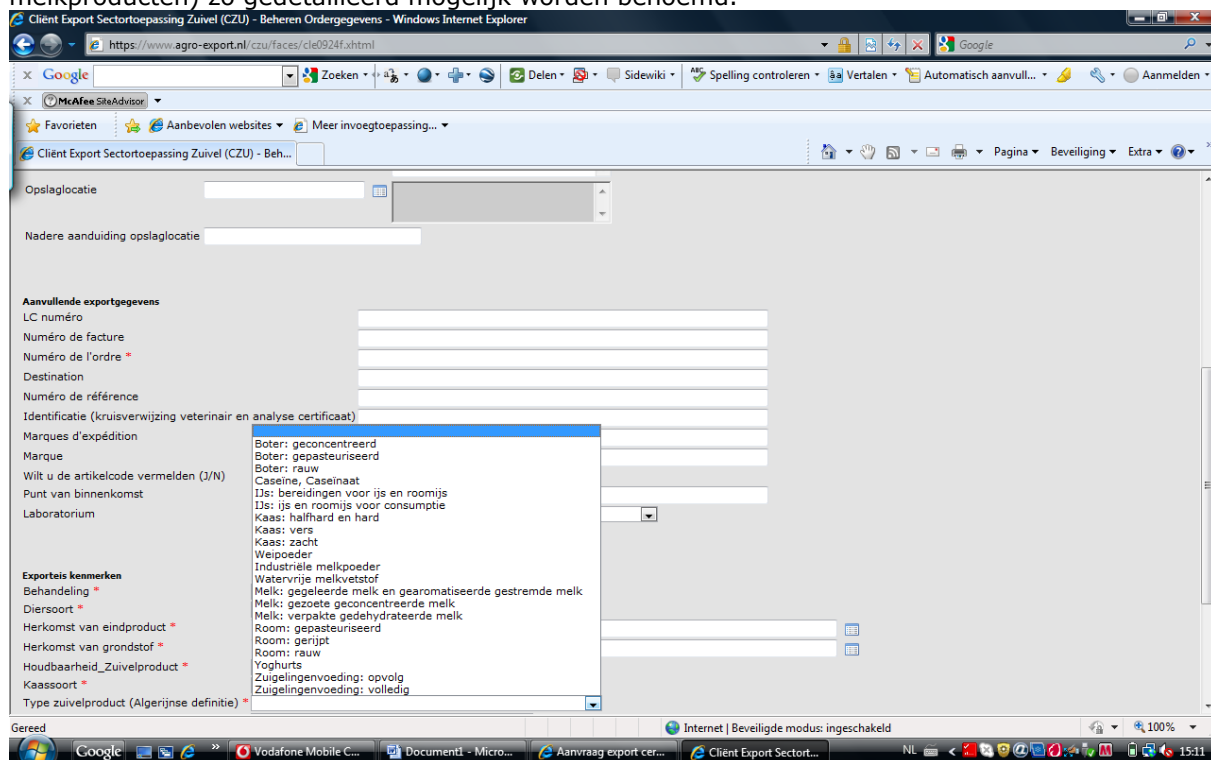 melkproducten) zo gedetailleerd mogelijk worden benoemd.
Cliënt Export Sectortoepassing Zuivel (CZU) - Beheren Ordergegevens - Windows Internet Explorer
https://www.agro-export.nl/czu/faces/cle0924f.xhtml
Google
x Google
Zoeken
Delen
Sidewiki
Spelling controleren
Vertalen
Automatisch aanvull...
Aanmelden
x McAfee SiteAdvisor
Favorieten
Aanbevolen websites
Meer invoegtoepassing...
Cliënt Export Sectortoepassing Zuivel (CZU) - Beh...
Pagina
Beveiliging
Extra
Opslaglocatie
Nadere aanduiding opslaglocatie
Aanvullende exportgegevens
LC numéro
Numéro de facture
Numéro de l'ordre *
Destination
Numéro de référence
Identificatie (kruisverwijzing veterinair en analyse certificaat)
Marques d'expédition
Marque
Wilt u de artikelcode vermelden (J/N)
Punt van binnenkomst
Laboratorium
Boter: geconcentreerd
Boter: gepasteuriseerd
Boter: rauw
Caseïne, Caseïnaat
IJs: bereidingen voor ijs en roomijs
IJs: ijs en roomijs voor consumptie
Kaas: halfhard en hard
Kaas: vers
Kaas: zacht
Weipoeder
Industriële melkpoeder
Watervrije melkvetstof
Melk: gegeleerde melk en gearomatiseerde gestremde melk
Melk: gezoete geconcentreerde melk
Melk: verpakte gedehydrateerde melk
Room: gepasteuriseerd
Room: gerijpt
Room: rauw
Yoghurts
Zuigelingenvoeding: opvolg
Zuigelingenvoeding: volledig
Exporteis kenmerken
Behandeling *
Diersoort *
Herkomst van eindproduct *
Herkomst van grondstof *
Houdbaarheid_Zuivelproduct *
Kaassoort *
Type zuivelproduct (Algerijnse definitie) *
Gereed
Internet | Beveiligde modus: ingeschakeld
100%
Google
Vodafone Mobile C...
Document1 - Micro...
Aanvraag export cer...
Cliënt Export Sectort...
NL
15:11